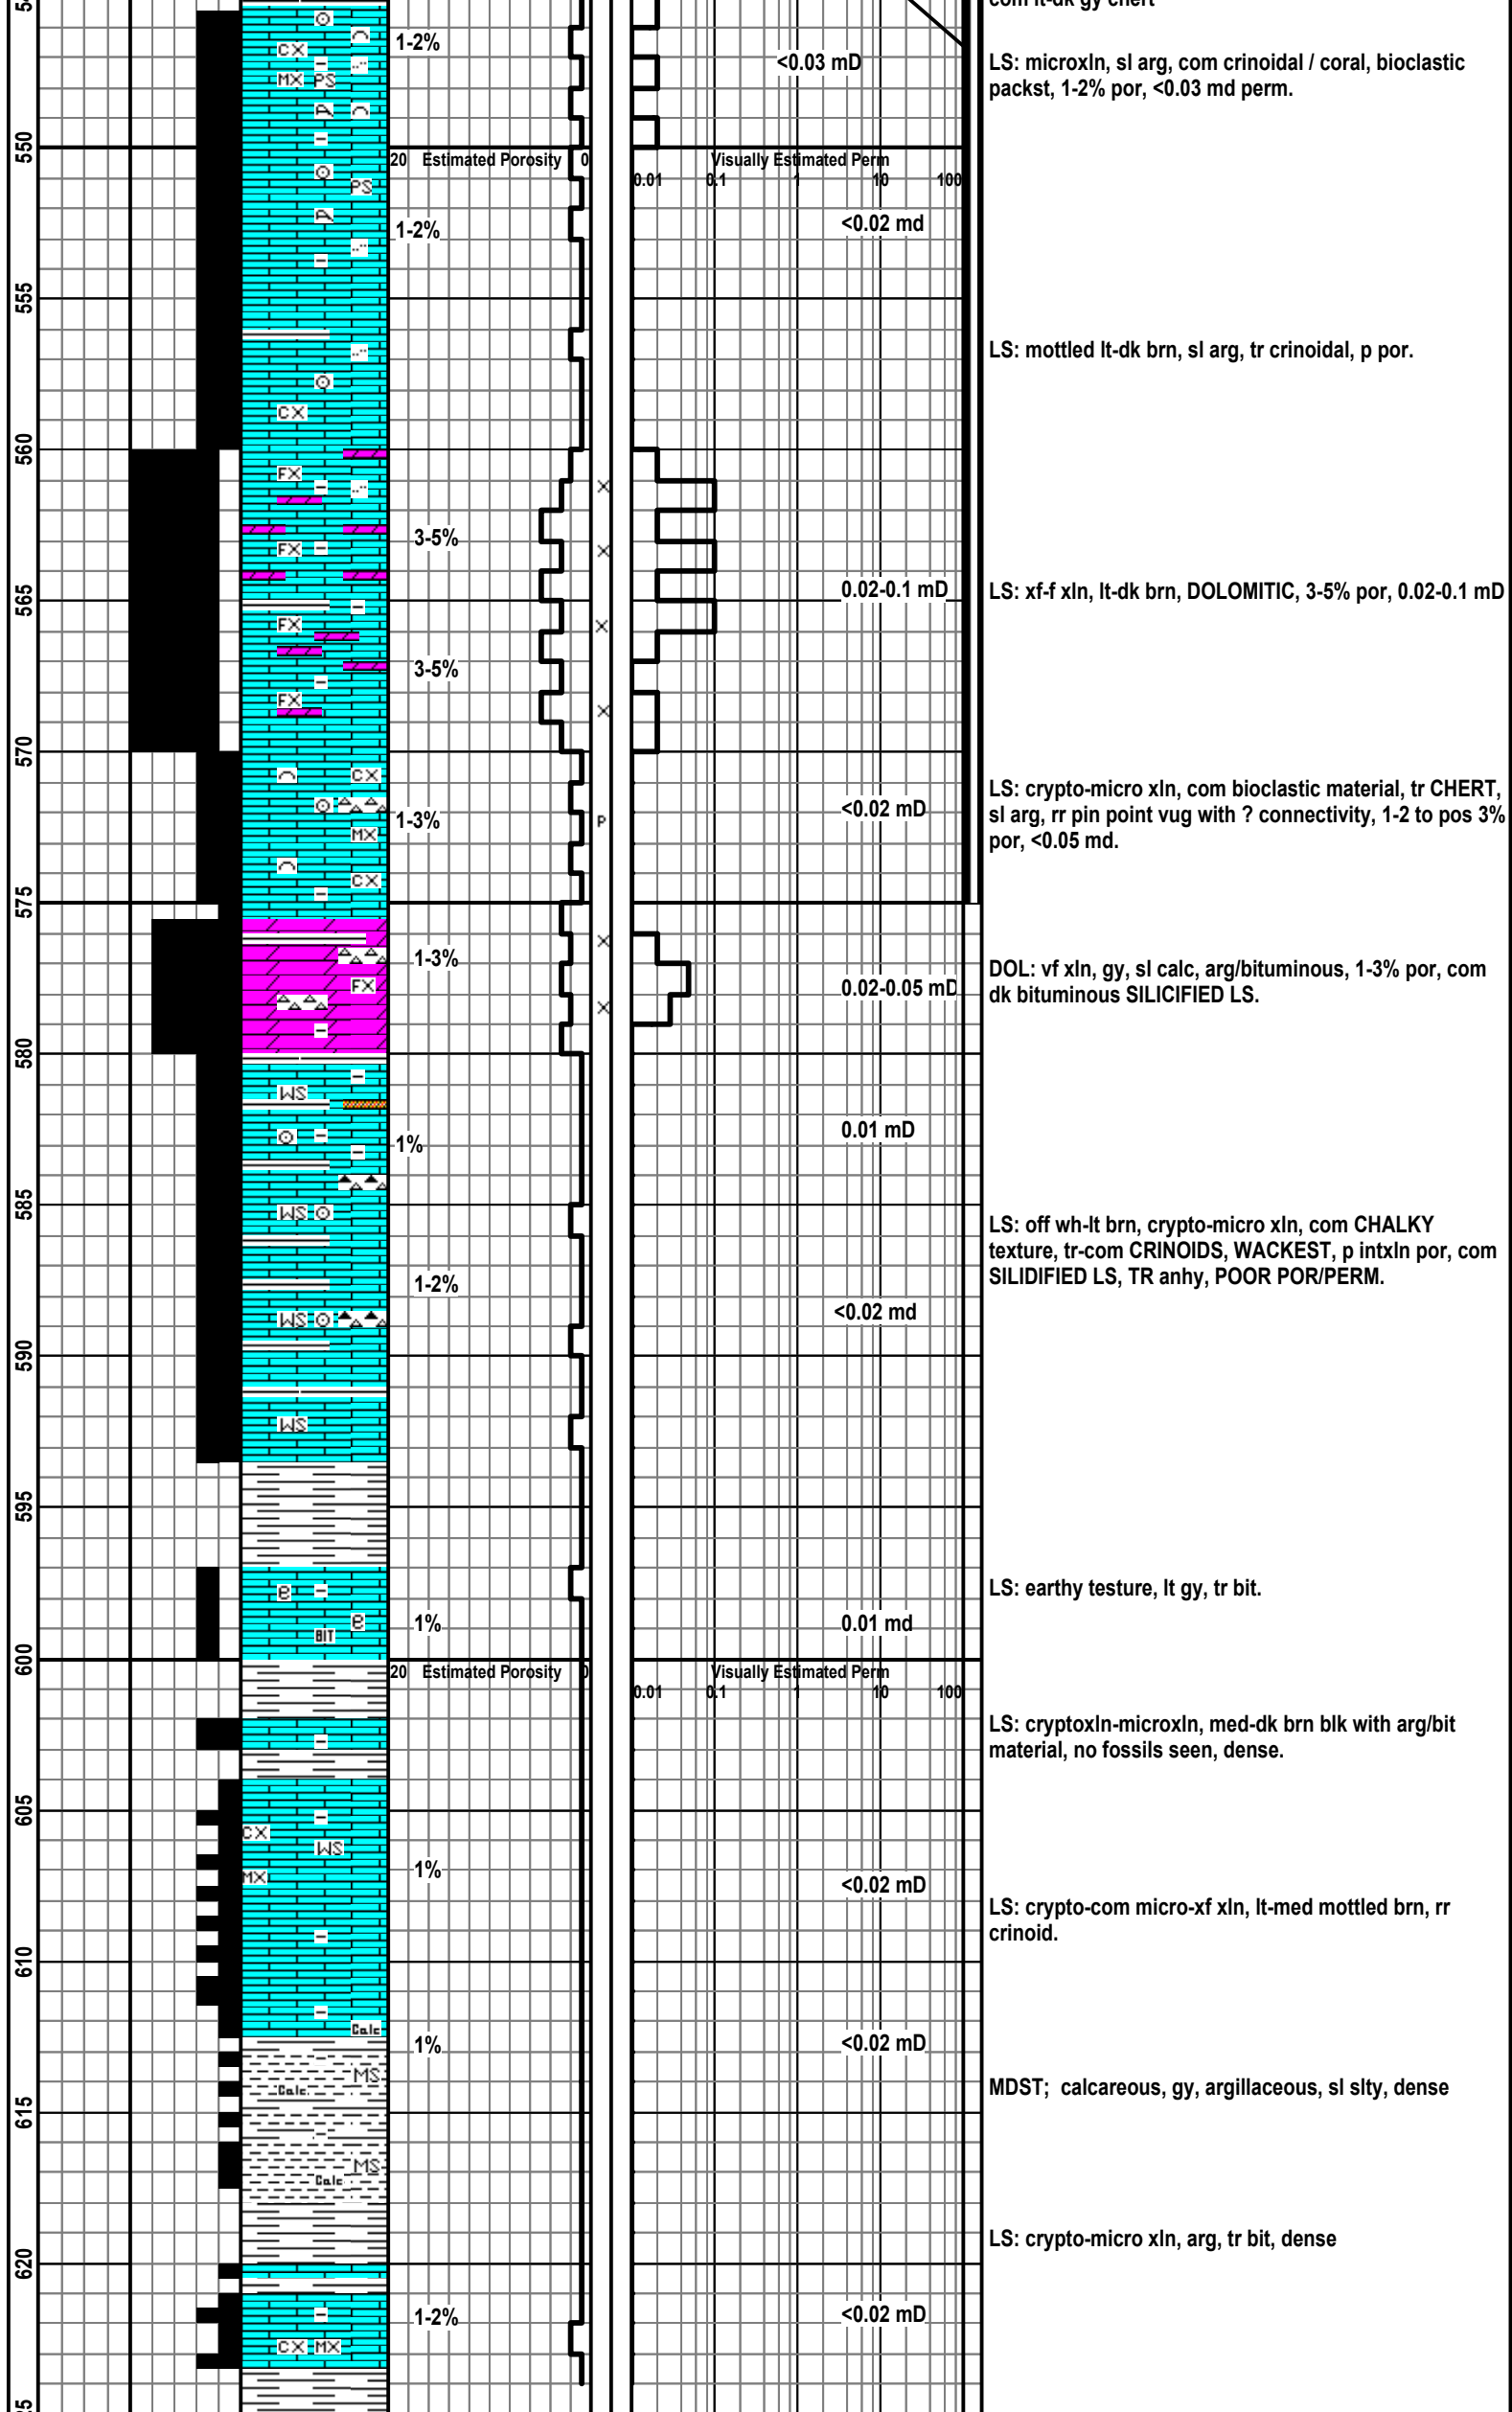 com lt-dk gy chert
1-2%
CX
<0.03 mD
LS: microxln, sl arg, com crinoidal / coral, bioclastic
packst, 1-2% por, <0.03 md perm.
MX PS
550
20 Estimated Porosity 0
Visually Estimated Perm
0.01 0.1 1 10 100
PS
1-2%
<0.02 md
555
LS: mottled lt-dk brn, sl arg, tr crinoidal, p por.
CX
560
FX
3-5%
FX
565
0.02-0.1 mD
LS: xf-f xln, lt-dk brn, DOLOMITIC, 3-5% por, 0.02-0.1 mD
FX
3-5%
FX
570
CX
LS: crypto-micro xln, com bioclastic material, tr CHERT,
sl arg, rr pin point vug with ? connectivity, 1-2 to pos 3%
por, <0.05 md.
<0.02 mD
1-3%
P
MX
CX
575
1-3%
FX
0.02-0.05 mD
DOL: vf xln, gy, sl calc, arg/bituminous, 1-3% por, com
dk bituminous SILICIFIED LS.
580
WS
1%
0.01 mD
585
WS
LS: off wh-lt brn, crypto-micro xln, com CHALKY
texture, tr-com CRINOIDS, WACKEST, p intxln por, com
SILIDIFIED LS, TR anhy, POOR POR/PERM.
1-2%
WS
<0.02 md
590
WS
595
LS: earthy testure, lt gy, tr bit.
BIT
1%
0.01 md
600
20 Estimated Porosity 0
Visually Estimated Perm
0.01 0.1 1 10 100
LS: cryptoxln-microxln, med-dk brn blk with arg/bit
material, no fossils seen, dense.
605
CX
WS
MX
1%
<0.02 mD
LS: crypto-com micro-xf xln, lt-med mottled brn, rr
crinoid.
610
Calc
1%
<0.02 mD
MS
Calc
MDST; calcareous, gy, argillaceous, sl slty, dense
615
MS
Calc
LS: crypto-micro xln, arg, tr bit, dense
620
1-2%
<0.02 mD
CX MX